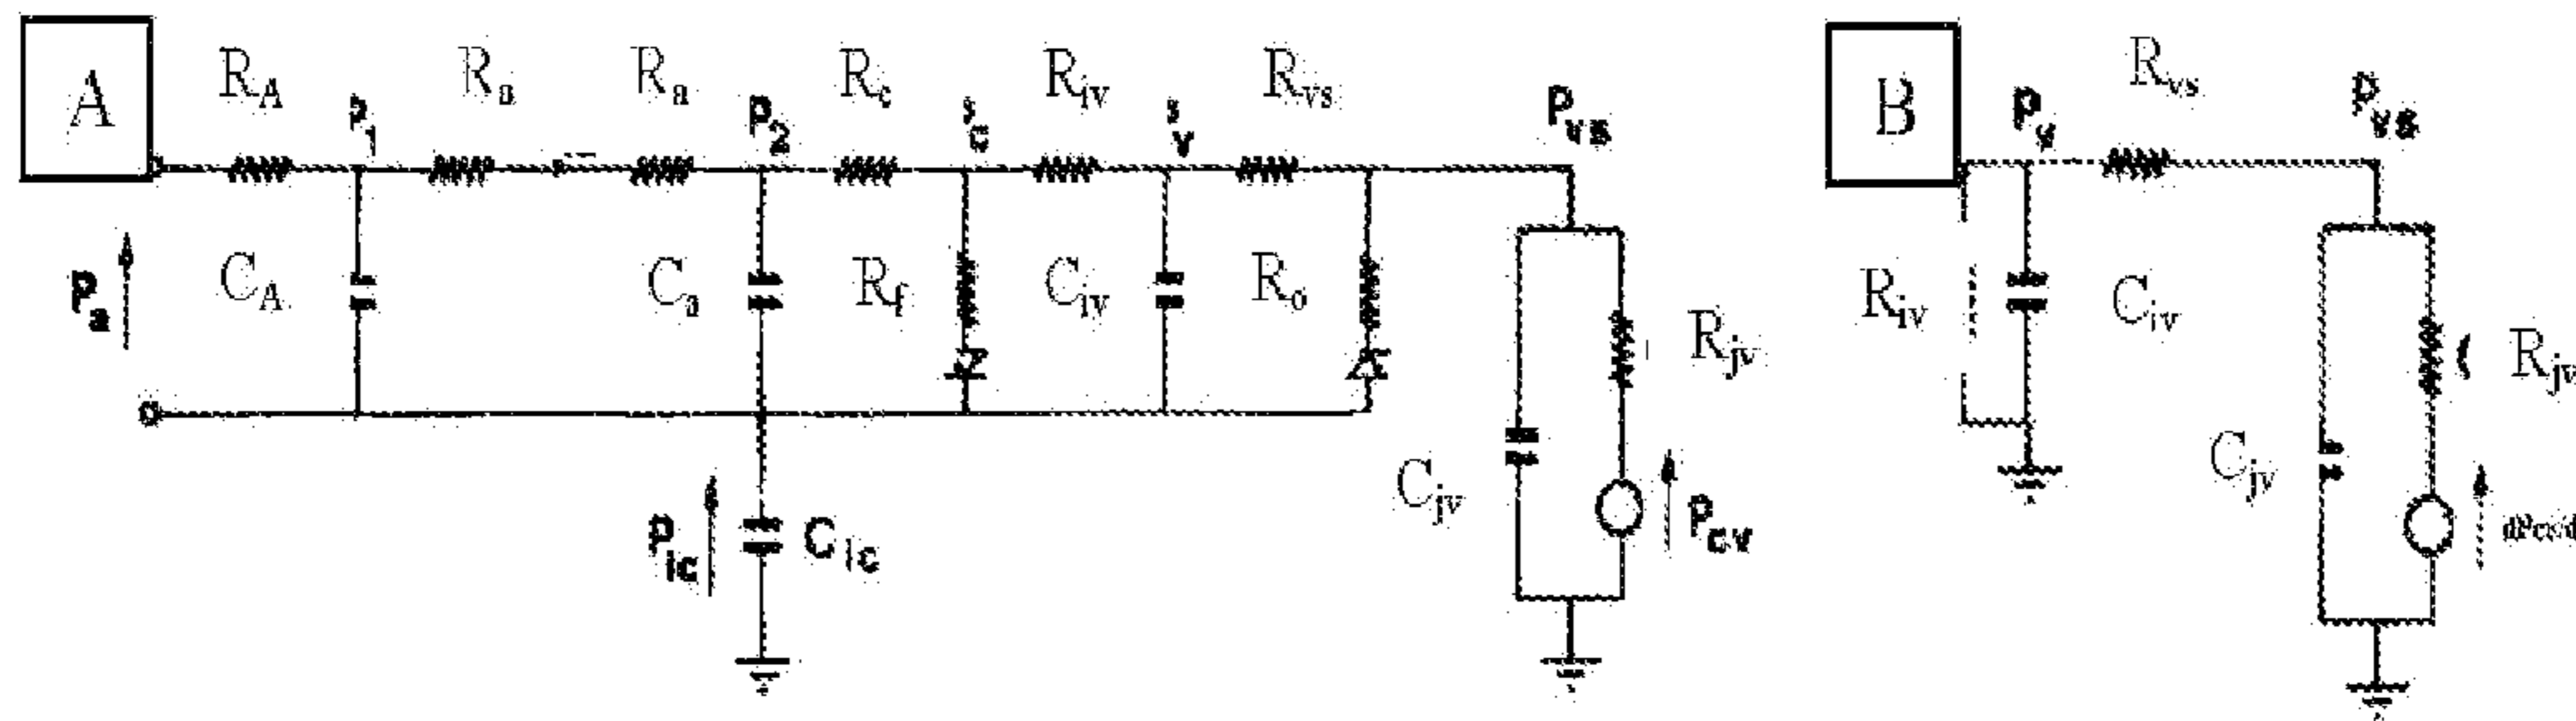 A
R_A
R_a
R_a
R_c
R_iv
R_vs
P_vs
P_1
P_2
P_a
C_A
C_a
R_f
C_iv
R_o
R_jv
C_jv
P_cv
P_ic
C_ic
B
P_v
R_vs
P_vs
R_iv
C_iv
R_jv
C_jv